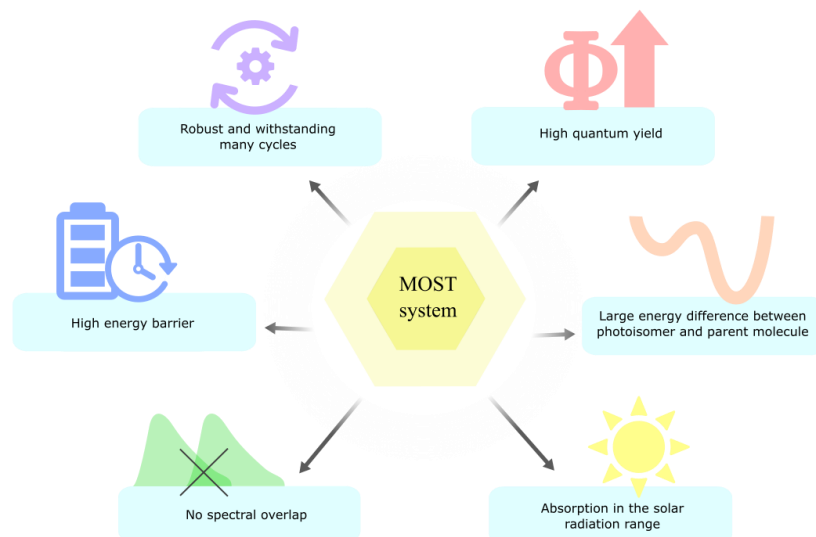 Φ
Robust and withstanding
many cycles
High quantum yield
MOST
system
High energy barrier
Large energy difference between
photoisomer and parent molecule
No spectral overlap
Absorption in the solar
radiation range